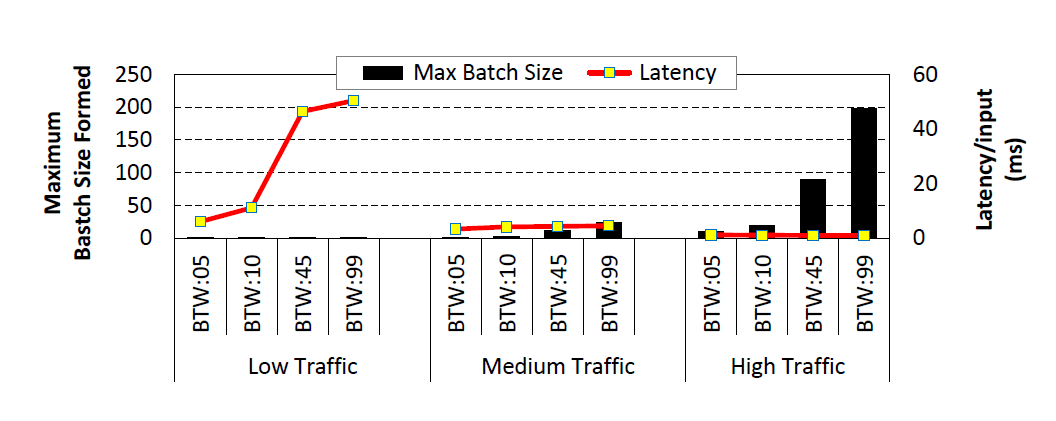 Max Batch Size
Latency
Maximum
Bastch Size Formed
250
200
150
100
50
0
60
40
20
0
Latency/input
(ms)
BTW:05
BTW:10
BTW:45
BTW:99
BTW:05
BTW:10
BTW:45
BTW:99
BTW:05
BTW:10
BTW:45
BTW:99
Low Traffic
Medium Traffic
High Traffic